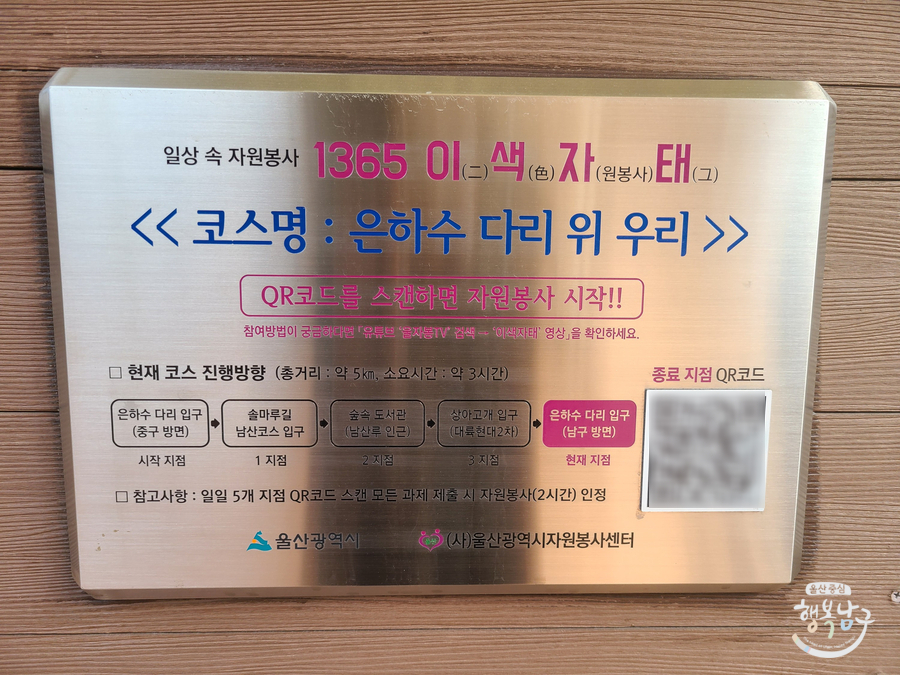 일상 속 자원봉사 1365 이(二)색(色)자(원봉사)태(그)
<< 코스명 : 은하수 다리 위 우리 >>
QR코드를 스캔하면 자원봉사 시작!!
참여방법이 궁금하다면 「유튜브 '울자봉TV' 검색 → '이색자태' 영상」을 확인하세요.
□ 현재 코스 진행방향 (총거리 : 약 5㎞, 소요시간 : 약 3시간)
종료 지점 QR코드
은하수 다리 입구
(중구 방면)
시작 지점
솔마루길
남산코스 입구
1 지점
숲속 도서관
(남산루 인근)
2 지점
상아고개 입구
(대륙현대2차)
3 지점
은하수 다리 입구
(남구 방면)
현재 지점
□ 참고사항 : 일일 5개 지점 QR코드 스캔 모든 과제 제출 시 자원봉사(2시간) 인정
울산광역시
(사)울산광역시자원봉사센터
울산중심
행복남구